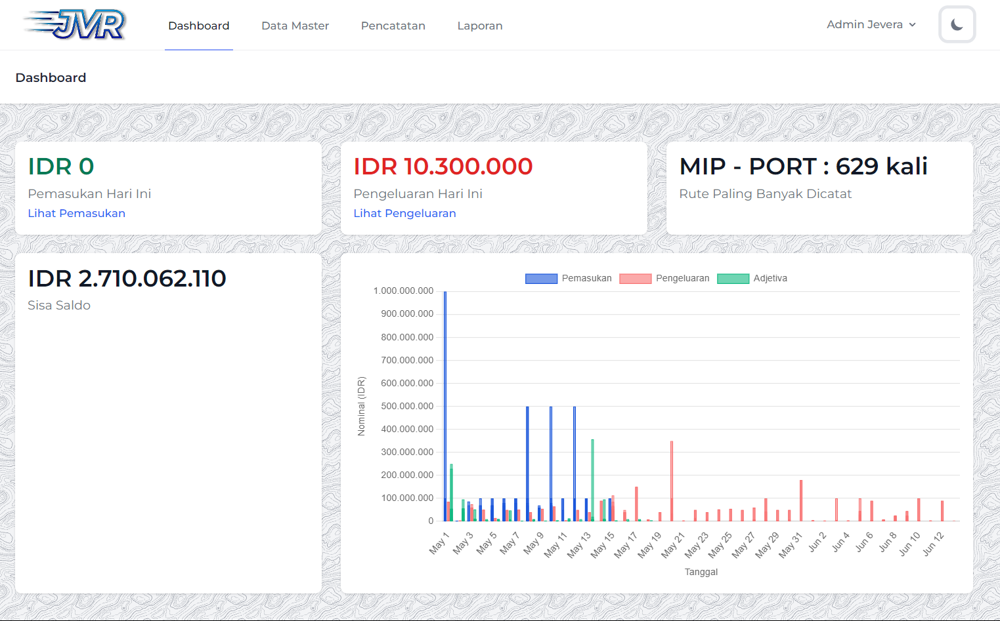 JVR
Dashboard
Data Master
Pencatatan
Laporan
Admin Jevera
Dashboard
IDR 0
Pemasukan Hari Ini
Lihat Pemasukan
IDR 10.300.000
Pengeluaran Hari Ini
Lihat Pengeluaran
MIP - PORT : 629 kali
Rute Paling Banyak Dicatat
IDR 2.710.062.110
Sisa Saldo
Pemasukan
Pengeluaran
Adjetiva
1.000.000.000
900.000.000
800.000.000
700.000.000
600.000.000
500.000.000
400.000.000
300.000.000
200.000.000
100.000.000
0
Nominal (IDR)
May 1
May 3
May 5
May 7
May 9
May 11
May 13
May 15
May 17
May 19
May 21
May 23
May 25
May 27
May 29
May 31
Jun 2
Jun 4
Jun 6
Jun 8
Jun 10
Jun 12
Tanggal